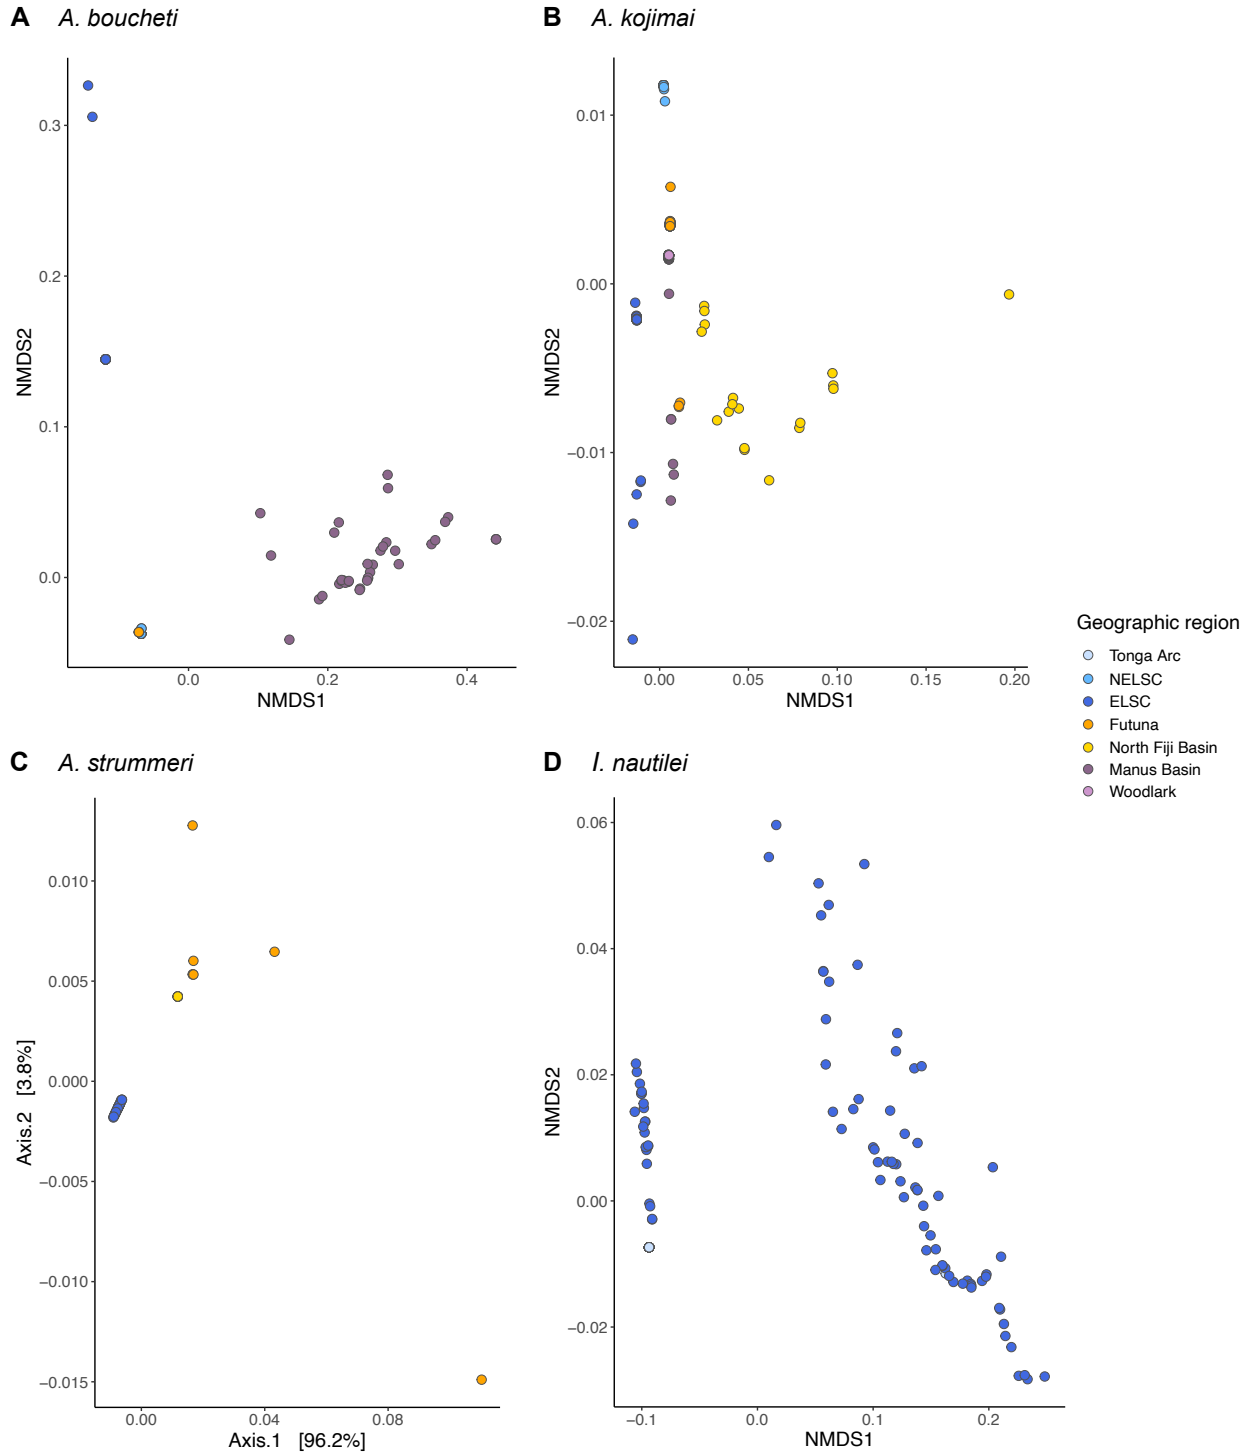 A A. boucheti
0.3
0.2
0.1
0.0
NMDS2
0.0 0.2 0.4
NMDS1
B A. kojimai
0.01
0.00
−0.01
−0.02
NMDS2
0.00 0.05 0.10 0.15 0.20
NMDS1
Geographic region
Tonga Arc
NELSC
ELSC
Futuna
North Fiji Basin
Manus Basin
Woodlark
C A. strummeri
0.010
0.005
0.000
−0.005
−0.010
−0.015
Axis.2 [3.8%]
0.00 0.04 0.08
Axis.1 [96.2%]
D I. nautilei
0.06
0.04
0.02
0.00
−0.02
NMDS2
−0.1 0.0 0.1 0.2
NMDS1